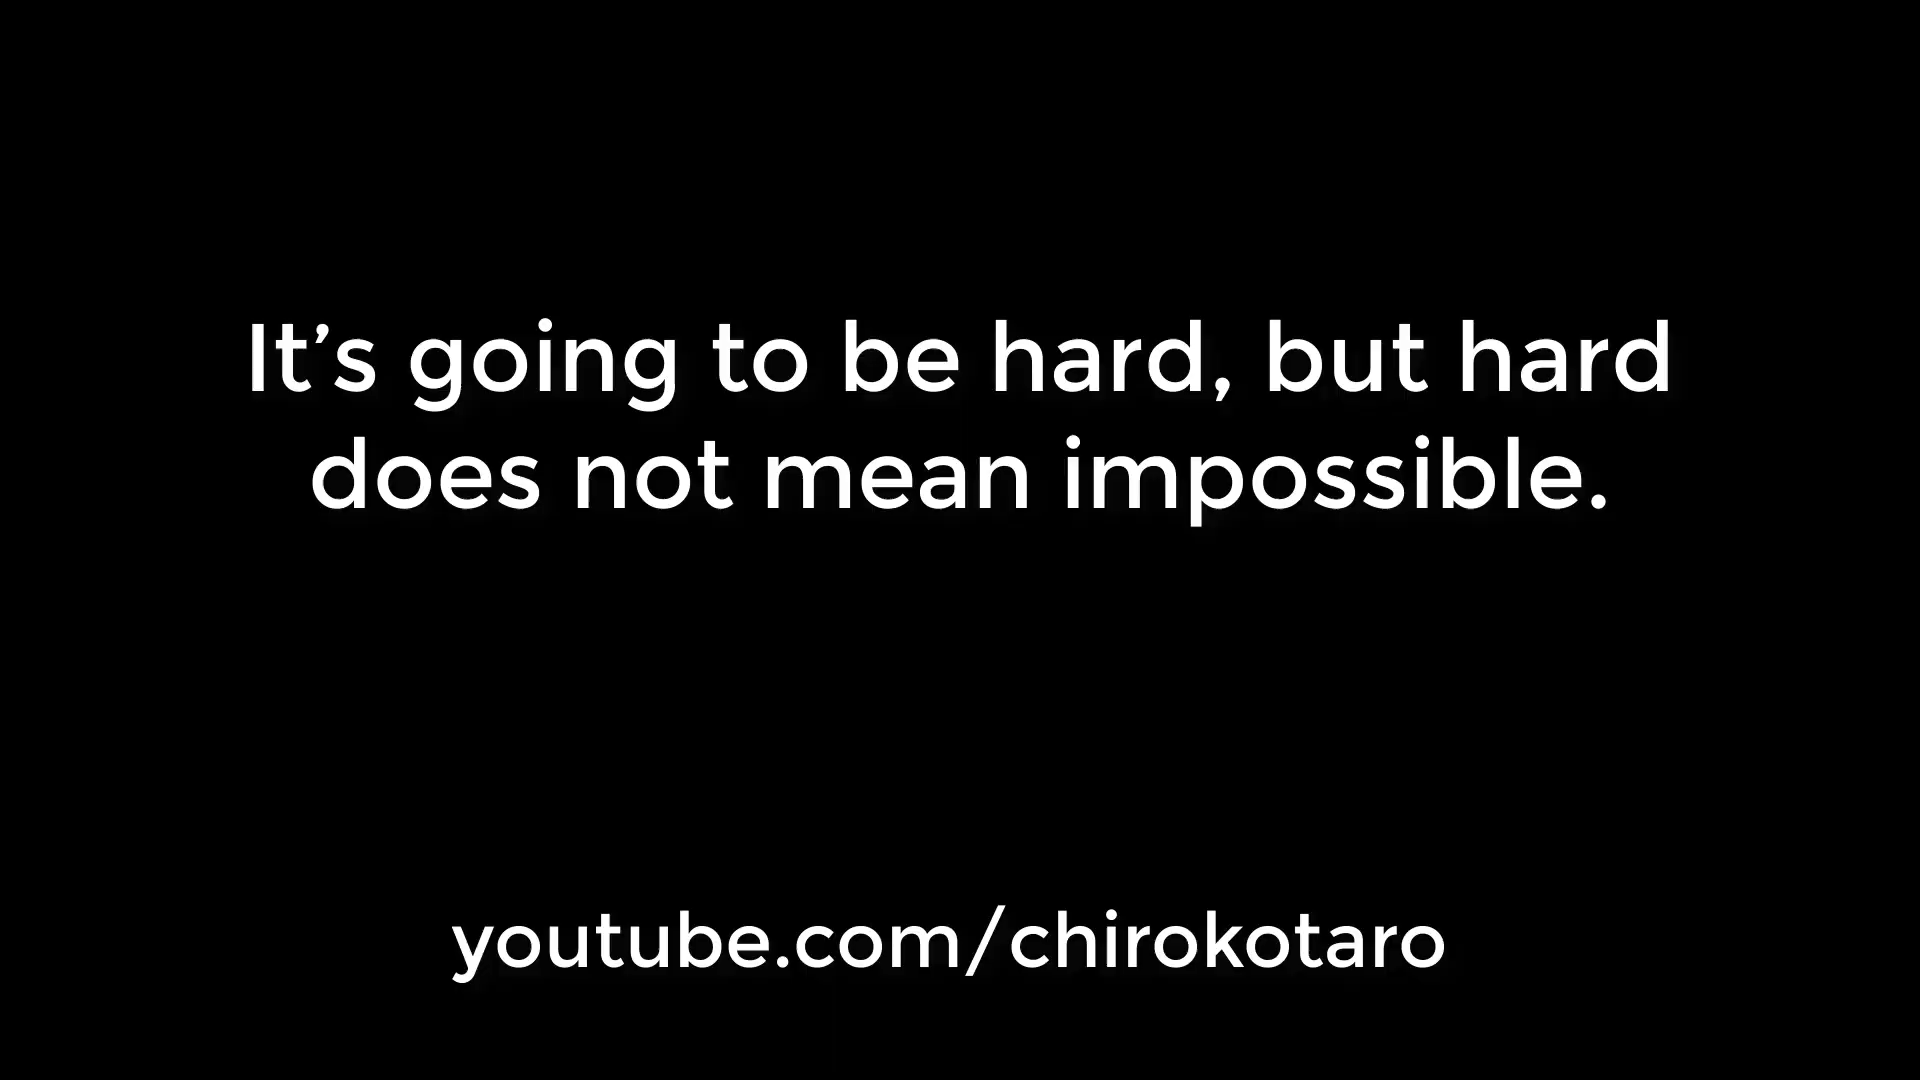 It’s going to be hard, but hard
does not mean impossible.
youtube.com/chirokotaro